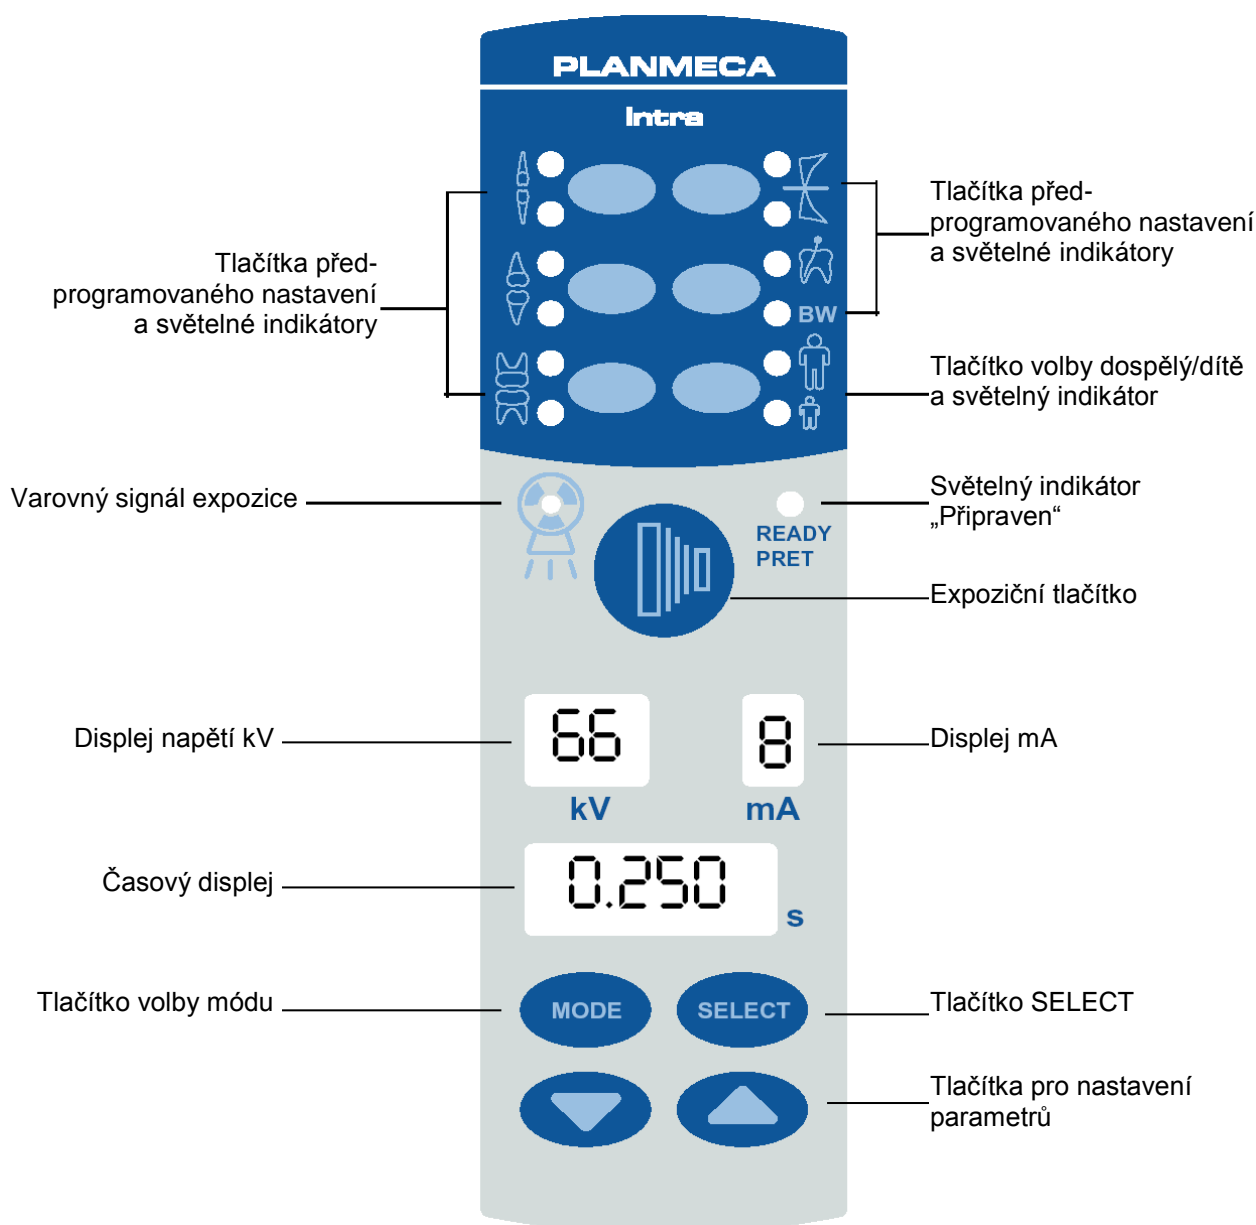 PLANMECA
Intra
Tlačítka před-
programovaného nastavení
a světelné indikátory
Tlačítka před-
programovaného nastavení
a světelné indikátory
BW
Tlačítko volby dospělý/dítě
a světelný indikátor
Varovný signál expozice
Světelný indikátor
„Připraven“
READY
PRET
Expoziční tlačítko
Displej napětí kV
66
8
Displej mA
kV
mA
Časový displej
0.250
s
Tlačítko volby módu
MODE
SELECT
Tlačítko SELECT
Tlačítka pro nastavení
parametrů